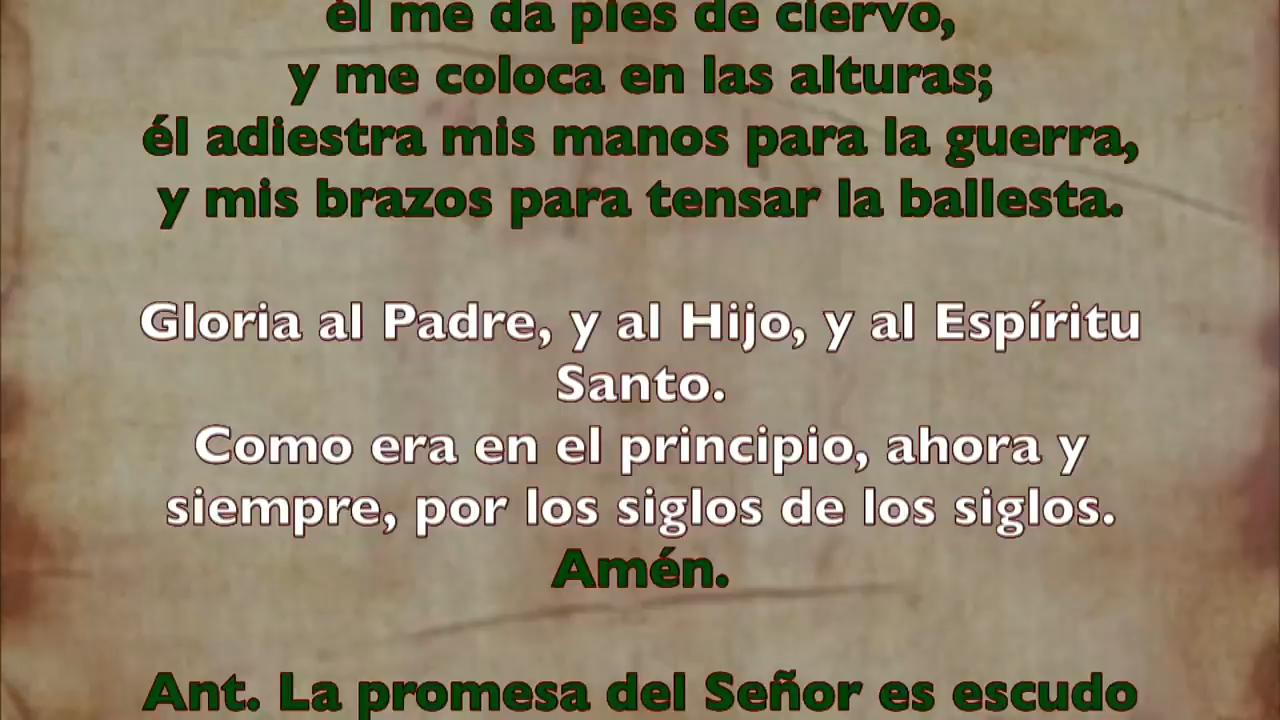 él me da pies de ciervo,
y me coloca en las alturas;
él adiestra mis manos para la guerra,
y mis brazos para tensar la ballesta.
Gloria al Padre, y al Hijo, y al Espíritu
Santo.
Como era en el principio, ahora y
siempre, por los siglos de los siglos.
Amén.
Ant. La promesa del Señor es escudo